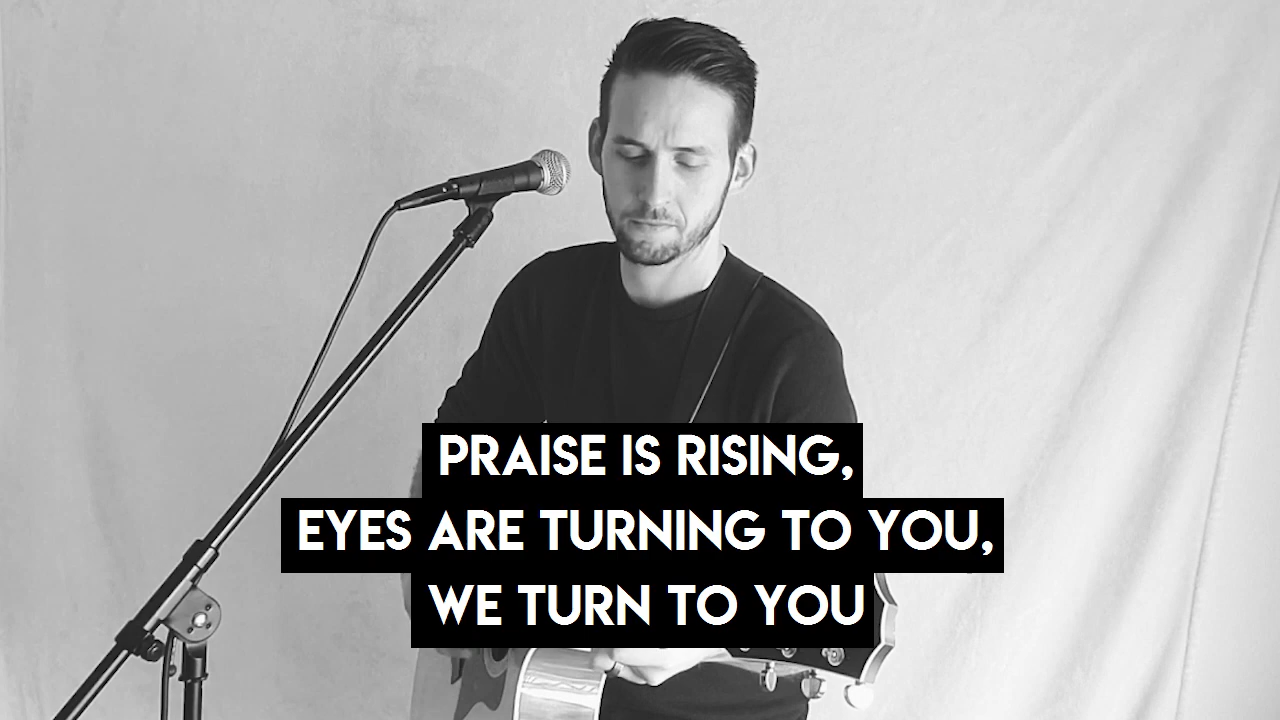 PRAISE IS RISING,
EYES ARE TURNING TO YOU,
WE TURN TO YOU